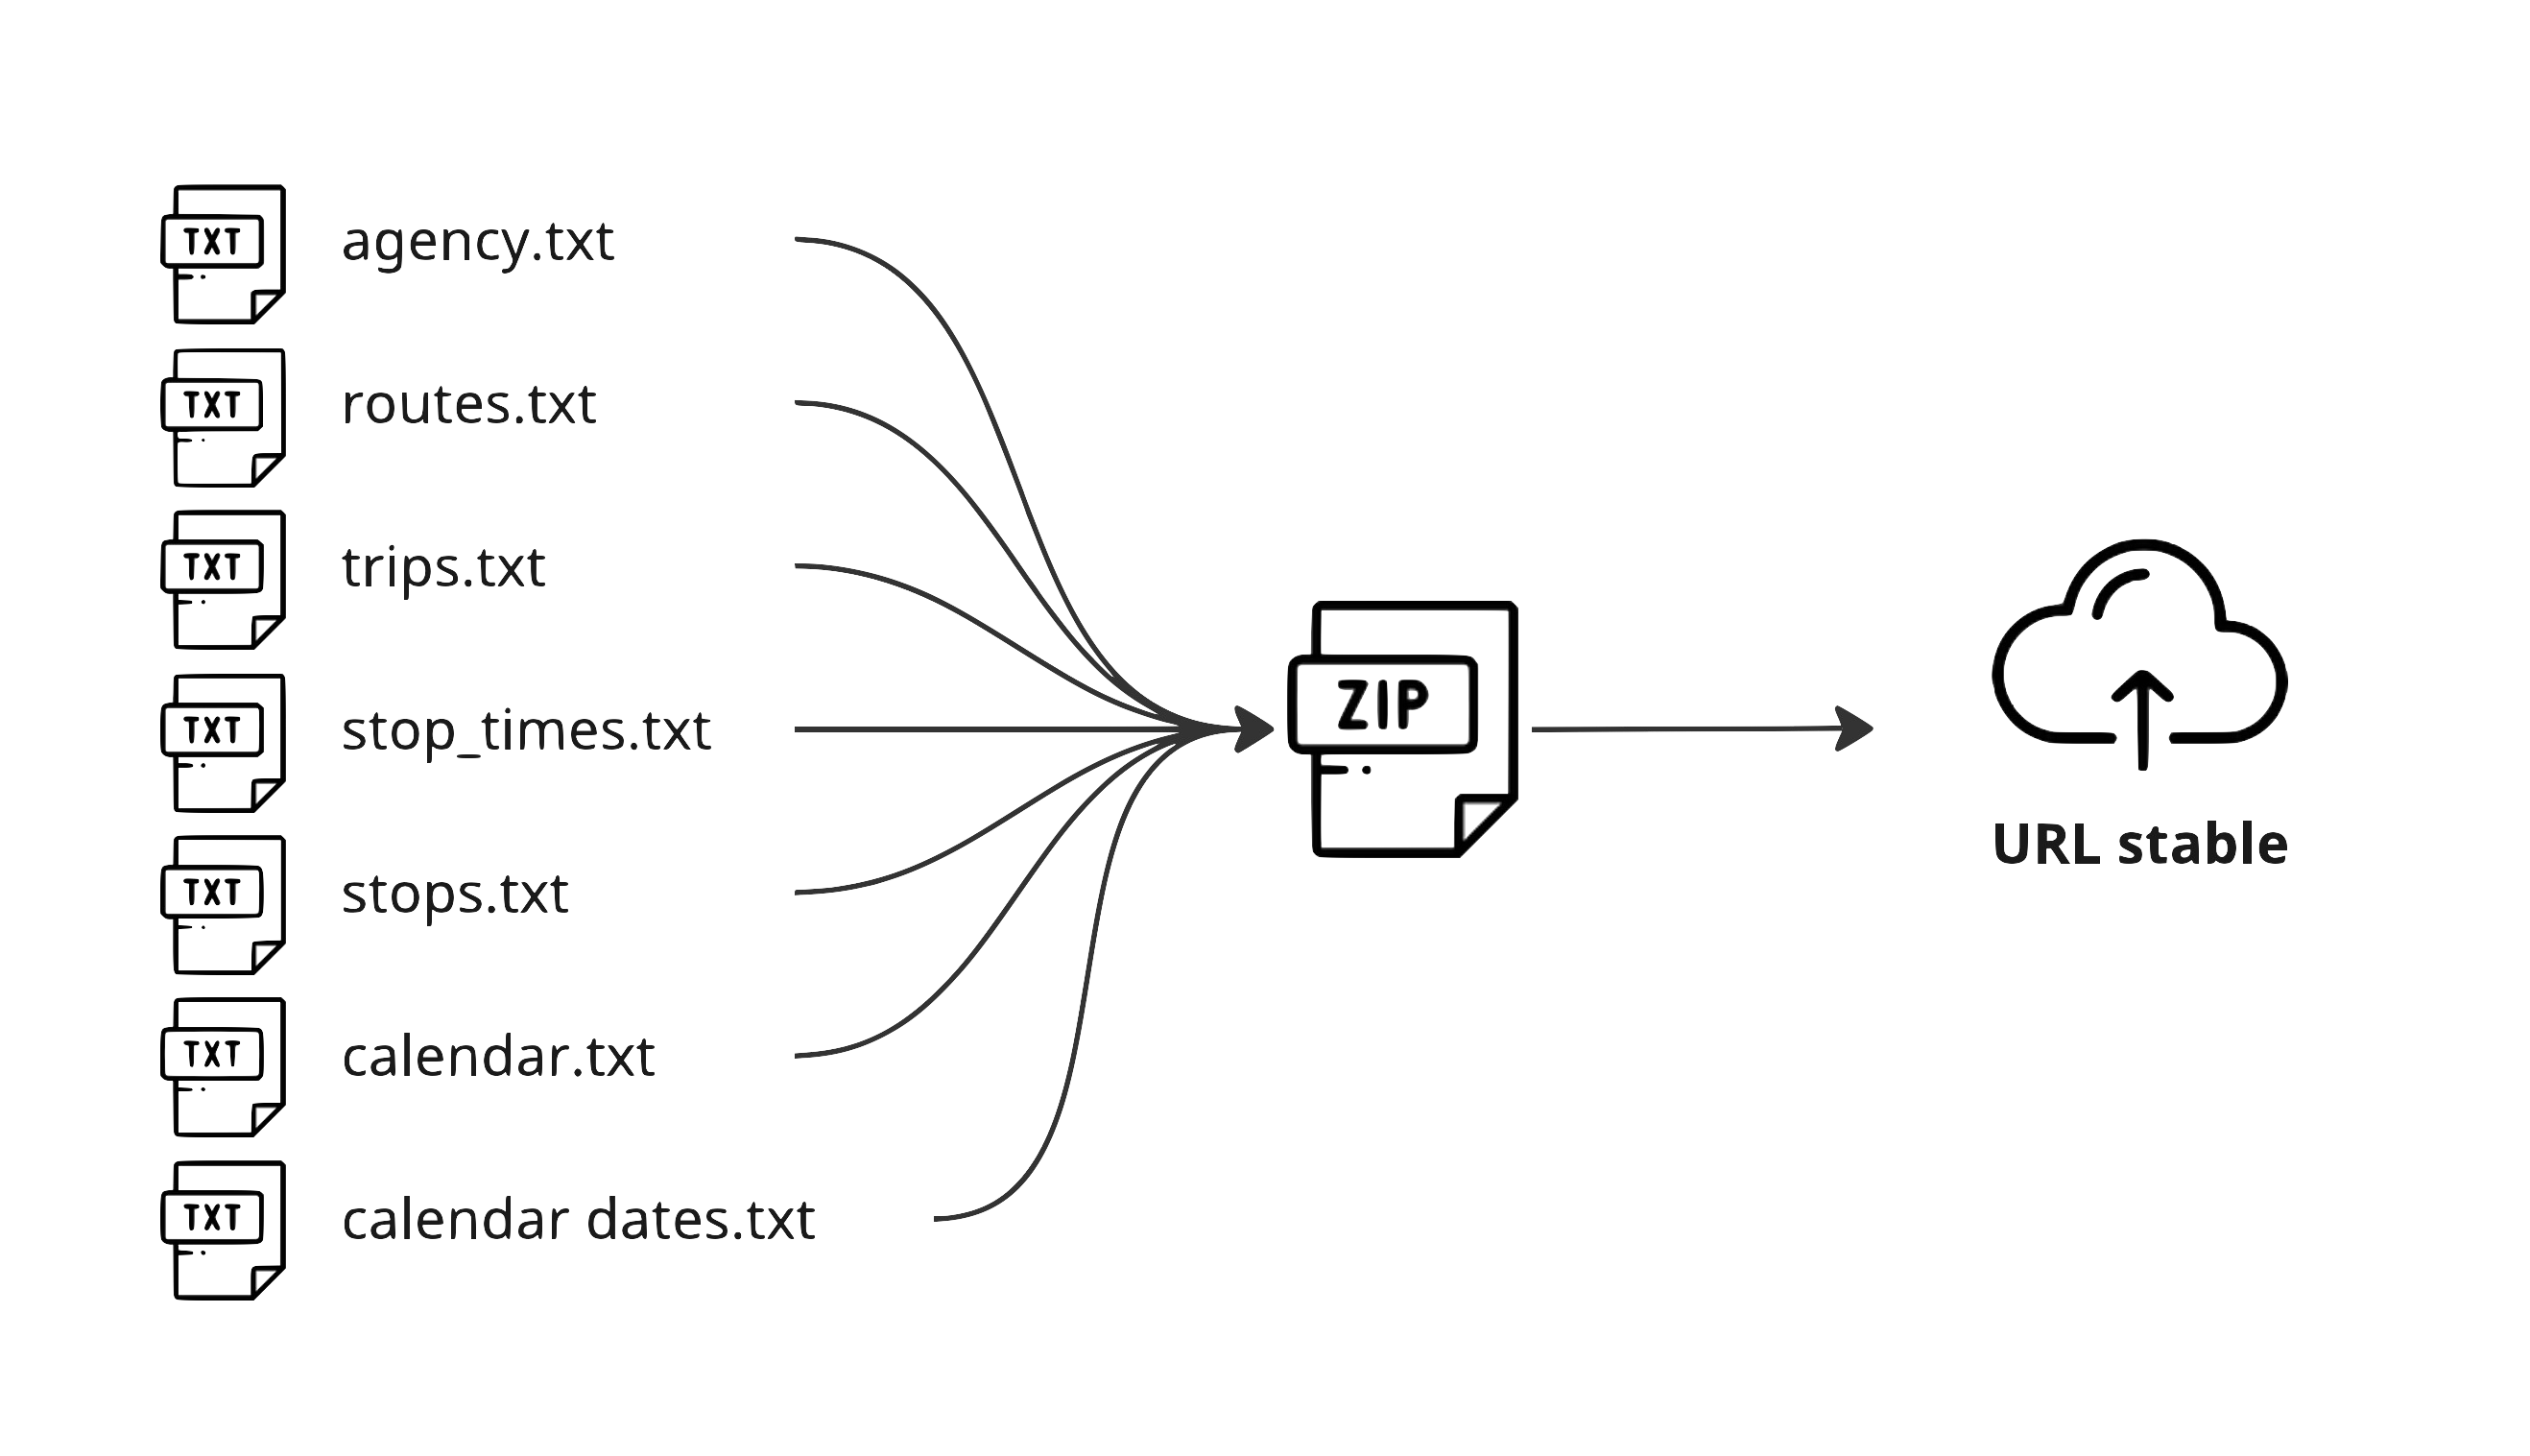 TXT agency.txt
TXT routes.txt
TXT trips.txt
TXT stop_times.txt
TXT stops.txt
TXT calendar.txt
TXT calendar dates.txt
ZIP
URL stable